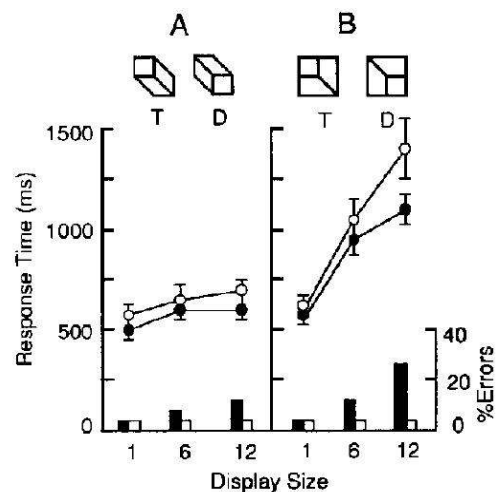 A B
T D T D
1500
1000
500
0
Response Time (ms)
40
20
0
%Errors
1 6 12 1 6 12
Display Size